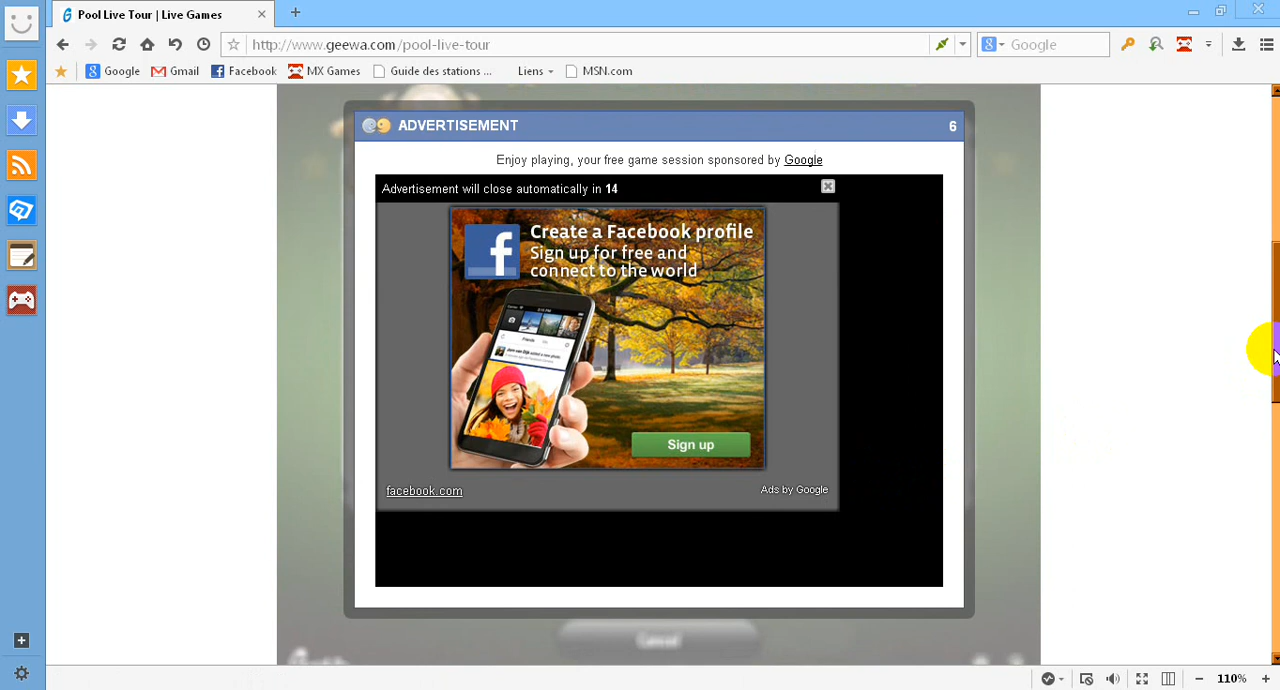 Pool Live Tour | Live Games
http://www.geewa.com/pool-live-tour
Google
Google
Gmail
Facebook
MX Games
Guide des stations ...
Liens
MSN.com
ADVERTISEMENT
6
Enjoy playing, your free game session sponsored by Google
Advertisement will close automatically in 14
Create a Facebook profile
Sign up for free and
connect to the world
Friends
Sign up
facebook.com
Ads by Google
Cancel
110%